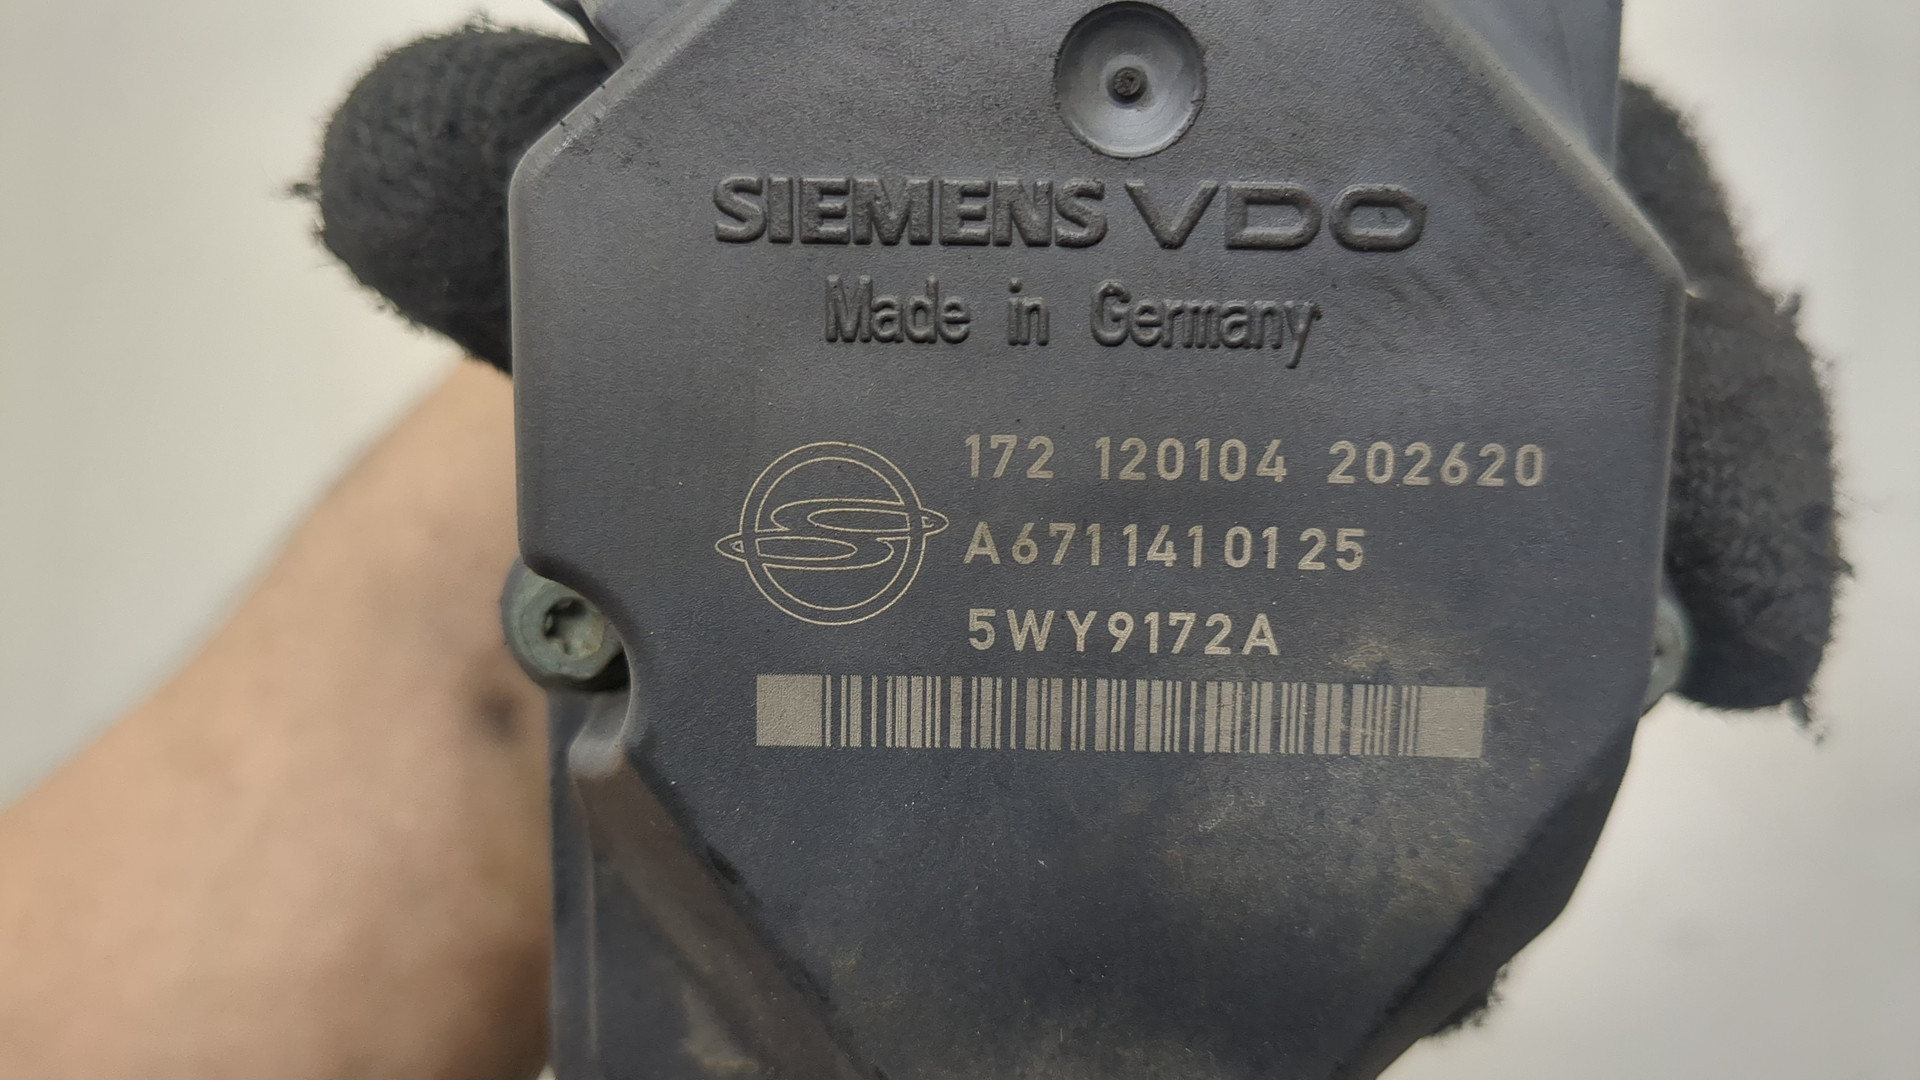 SIEMENS VDO
Made in Germany
172 120104 202620
A6711410125
5WY9172A